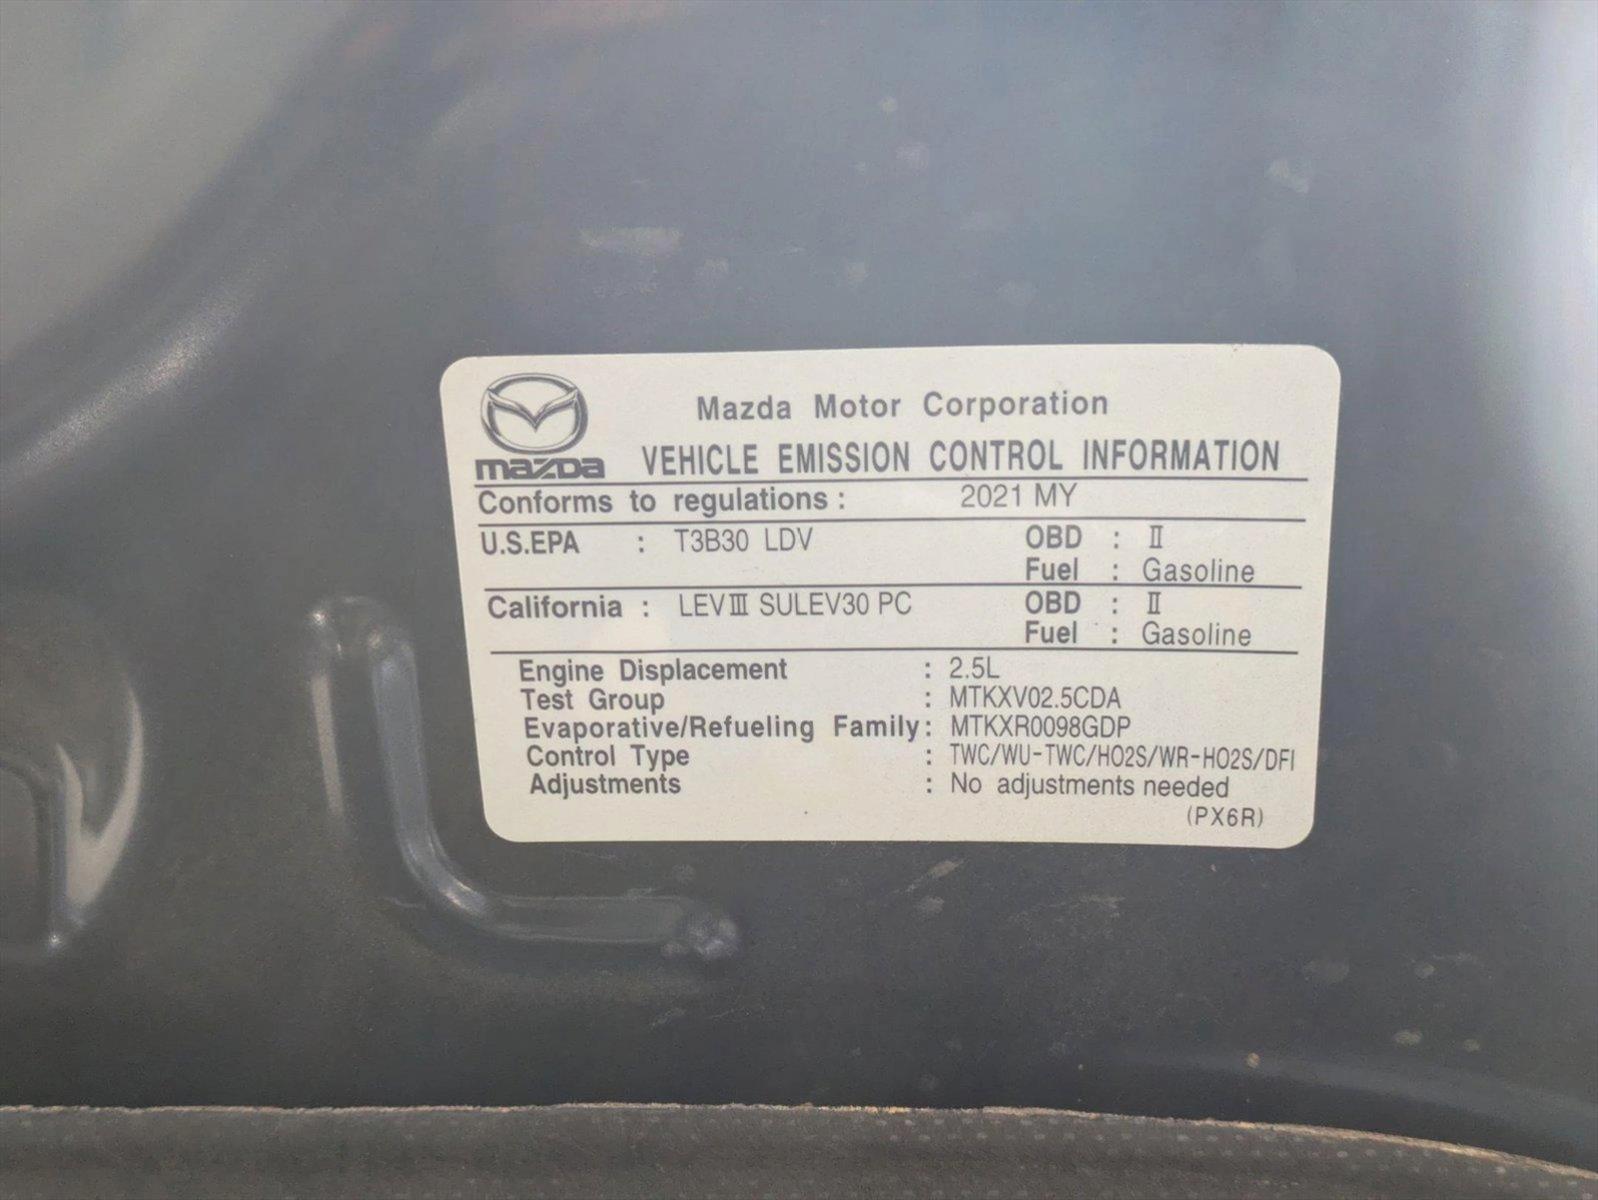 Mazda Motor Corporation
mazda VEHICLE EMISSION CONTROL INFORMATION
Conforms to regulations : 2021 MY
U.S.EPA : T3B30 LDV OBD : Ⅱ
Fuel : Gasoline
California : LEVⅢ SULEV30 PC OBD : Ⅱ
Fuel : Gasoline
Engine Displacement : 2.5L
Test Group : MTKXV02.5CDA
Evaporative/Refueling Family : MTKXR0098GDP
Control Type : TWC/WU-TWC/HO2S/WR-HO2S/DFI
Adjustments : No adjustments needed
(PX6R)